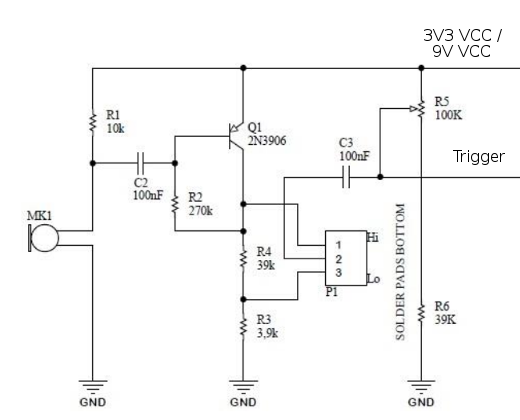 3V3 VCC /
9V VCC
R1
10k
Q1
2N3906
R5
100K
C3
100nF
Trigger
C2
100nF
R2
270k
MK1
1
2
3
Hi
Lo
P1
SOLDER PADS BOTTOM
R4
39k
R3
3,9k
R6
39K
GND
GND
GND